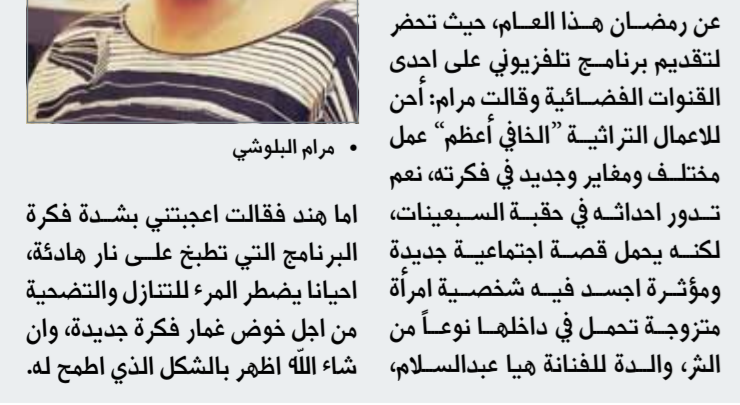 عن رمضان هذا العام، حيث تحضر
لتقديم برنامج تلفزيوني على احدى
القنوات الفضائية وقالت مرام: أحن
للاعمال التراثية ”الخافي أعظم“ عمل
مختلف ومغاير وجديد في فكرته، نعم
تدور احداثه في حقبة السبعينات،
لكنه يحمل قصة اجتماعية جديدة
ومؤثرة اجسد فيه شخصية امرأة
متزوجة تحمل في داخلها نوعاً من
الشر، والدة للفنانة هيا عبدالسلام،
• مرام البلوشي
اما هند فقالت اعجبتني بشدة فكرة
البرنامج التي تطبخ على نار هادئة،
احيانا يضطر المرء للتنازل والتضحية
من اجل خوض غمار فكرة جديدة، وان
شاء الله اظهر بالشكل الذي اطمح له.